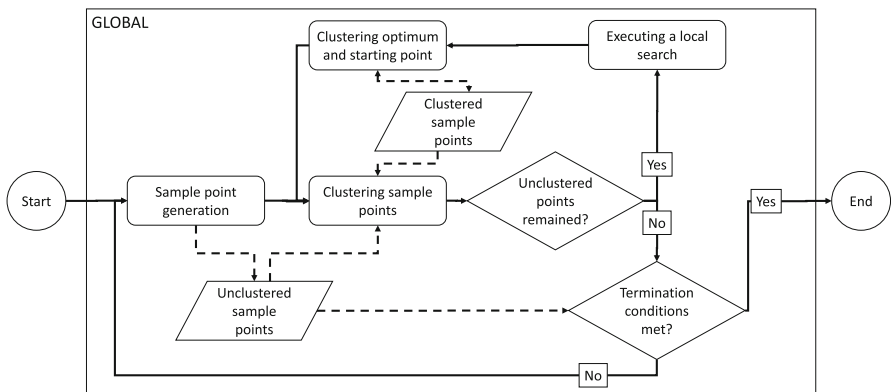 GLOBAL
Clustering optimum
and starting point
Executing a local
search
Clustered
sample
points
Yes
Start
Sample point
generation
Clustering sample
points
Unclustered
points
remained?
Yes
End
No
Unclustered
sample
points
Termination
conditions
met?
No